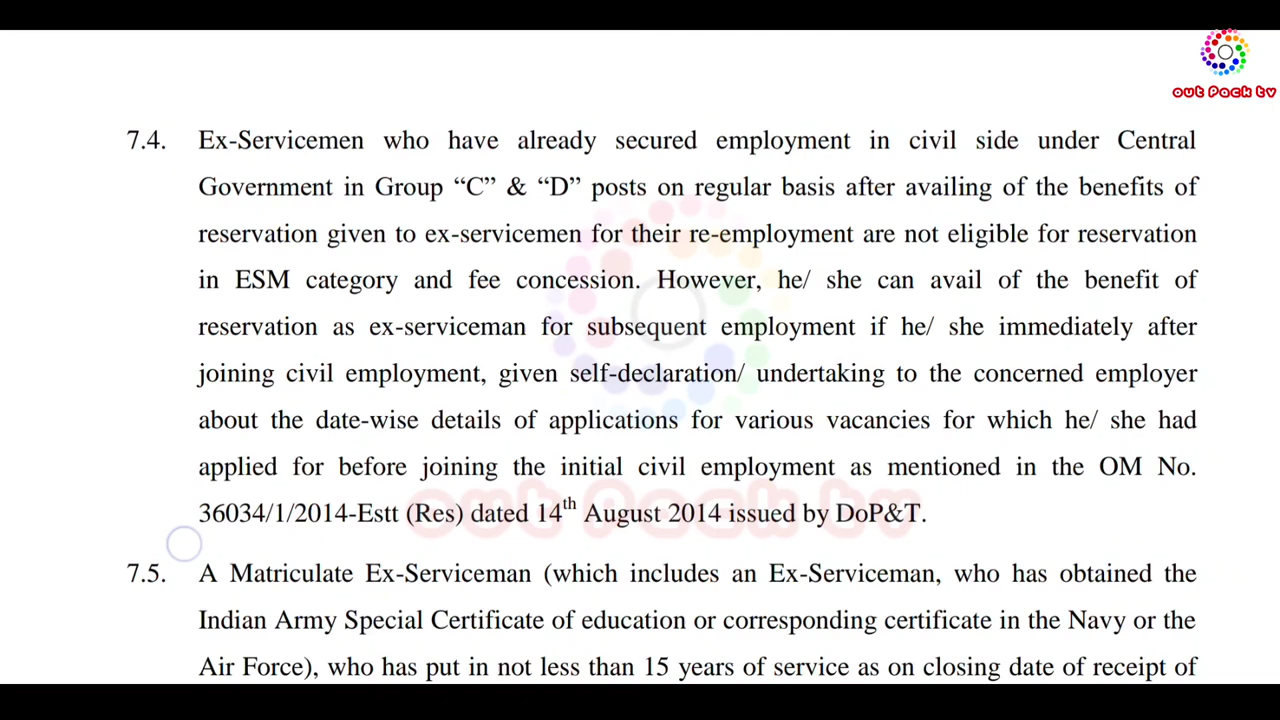 out Pack tv
7.4. Ex-Servicemen who have already secured employment in civil side under Central
Government in Group “C” & “D” posts on regular basis after availing of the benefits of
reservation given to ex-servicemen for their re-employment are not eligible for reservation
in ESM category and fee concession. However, he/ she can avail of the benefit of
reservation as ex-serviceman for subsequent employment if he/ she immediately after
joining civil employment, given self-declaration/ undertaking to the concerned employer
about the date-wise details of applications for various vacancies for which he/ she had
applied for before joining the initial civil employment as mentioned in the OM No.
36034/1/2014-Estt (Res) dated 14th August 2014 issued by DoP&T.
out Pack tv
7.5. A Matriculate Ex-Serviceman (which includes an Ex-Serviceman, who has obtained the
Indian Army Special Certificate of education or corresponding certificate in the Navy or the
Air Force), who has put in not less than 15 years of service as on closing date of receipt of